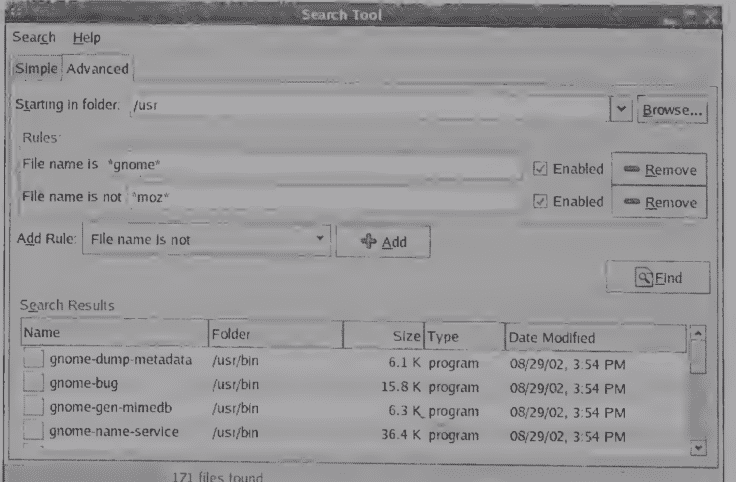 Search Tool
Search Help
Simple Advanced
Starting in folder: /usr Browse...
Rules:
File name is *gnome* Enabled Remove
File name is not *moz* Enabled Remove
Add Rule: File name is not Add
Find
Search Results
Name Folder Size Type Date Modified
gnome-dump-metadata /usr/bin 6.1 K program 08/29/02, 3:54 PM
gnome-bug /usr/bin 15.8 K program 08/29/02, 3:54 PM
gnome-gen-mimedb /usr/bin 6.3 K program 08/29/02, 3:54 PM
gnome-name-service /usr/bin 36.4 K program 08/29/02, 3:54 PM
171 files found